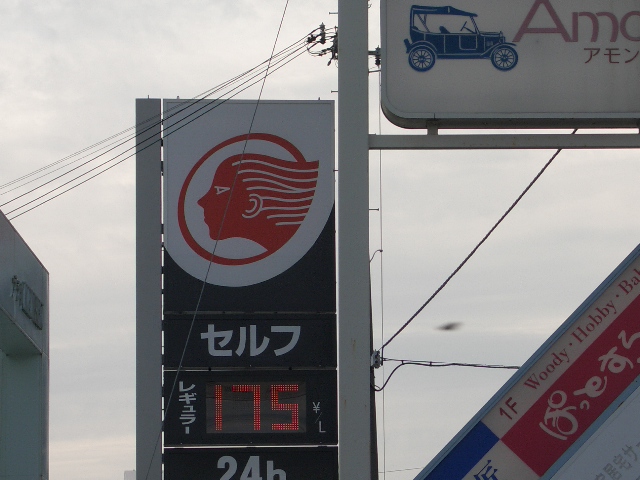 Amo
アモン
セルフ
レギュラー
175
¥/L
24h
1F Woody・Hobby・Ba
ぱっとすら